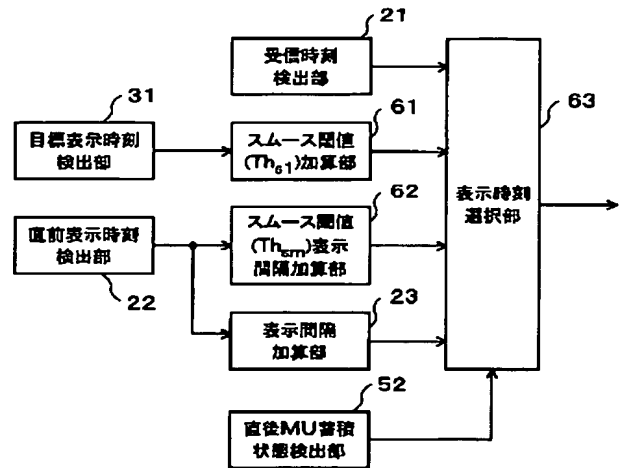 21
受信時刻
検出部
31
目標表示時刻
検出部
61
スムース閾値
(Th61)加算部
63
表示時刻
選択部
62
スムース閾値
(Thsm)表示
間隔加算部
直前表示時刻
検出部
22
23
表示間隔
加算部
52
直後MU蓄積
状態検出部